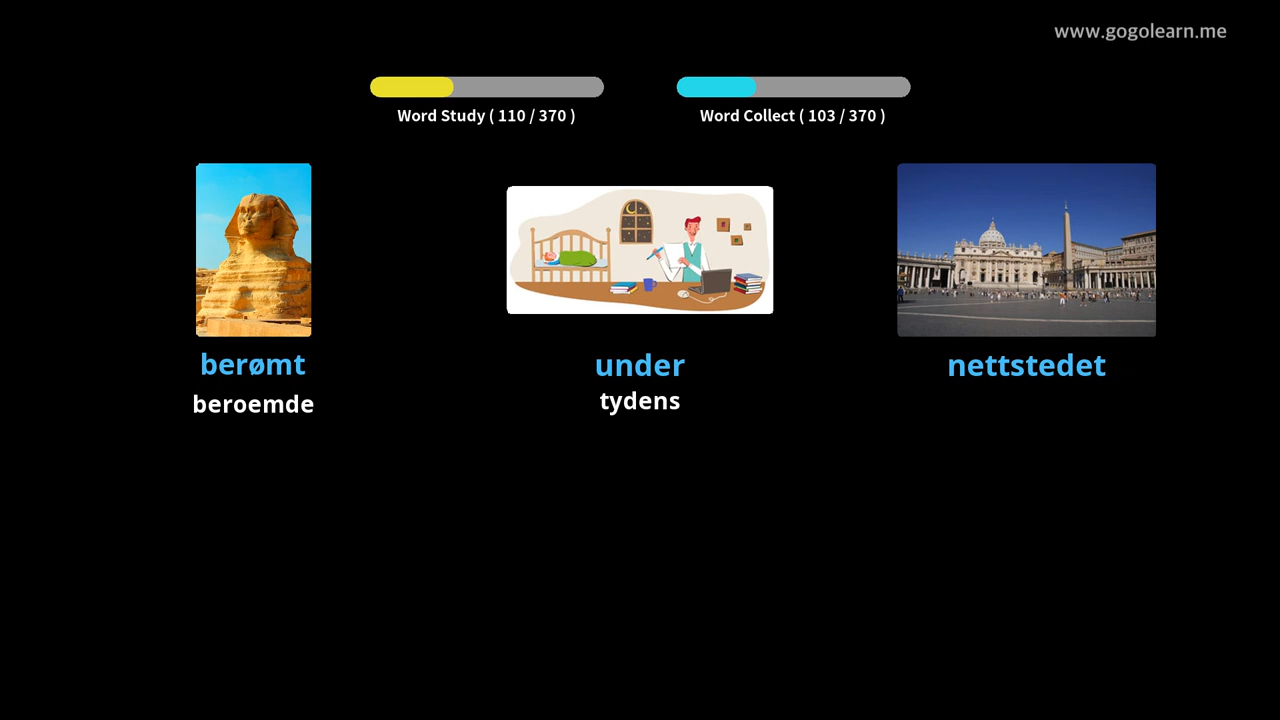 www.gogolearn.me
Word Study ( 110 / 370 )
Word Collect ( 103 / 370 )
berømt
beroemde
under
tydens
nettstedet